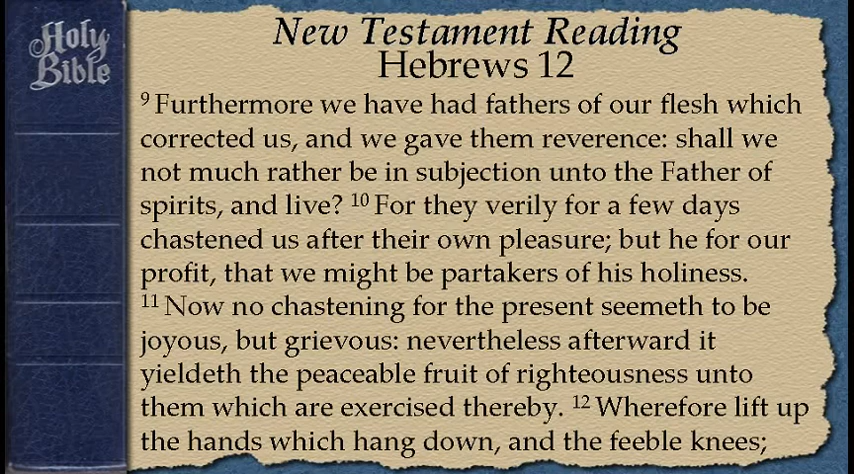 Holy
Bible
New Testament Reading
Hebrews 12
9 Furthermore we have had fathers of our flesh which
corrected us, and we gave them reverence: shall we
not much rather be in subjection unto the Father of
spirits, and live? 10 For they verily for a few days
chastened us after their own pleasure; but he for our
profit, that we might be partakers of his holiness.
11 Now no chastening for the present seemeth to be
joyous, but grievous: nevertheless afterward it
yieldeth the peaceable fruit of righteousness unto
them which are exercised thereby. 12 Wherefore lift up
the hands which hang down, and the feeble knees;